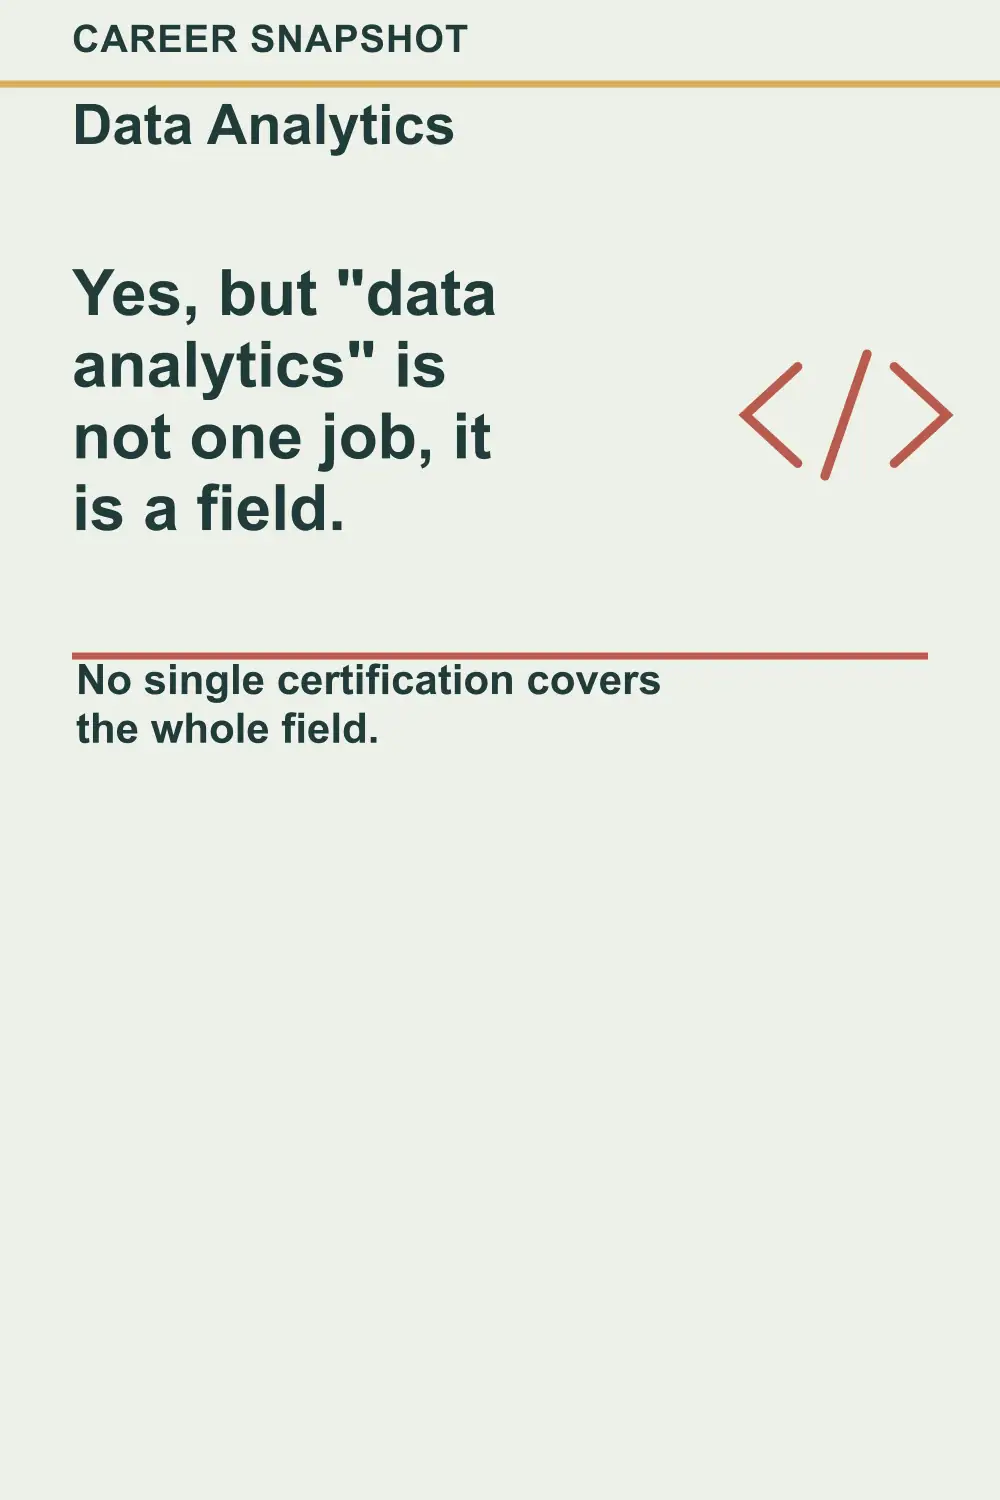 CAREER SNAPSHOT
Data Analytics
Yes, but "data
analytics" is
not one job, it
is a field.
No single certification covers
the whole field.